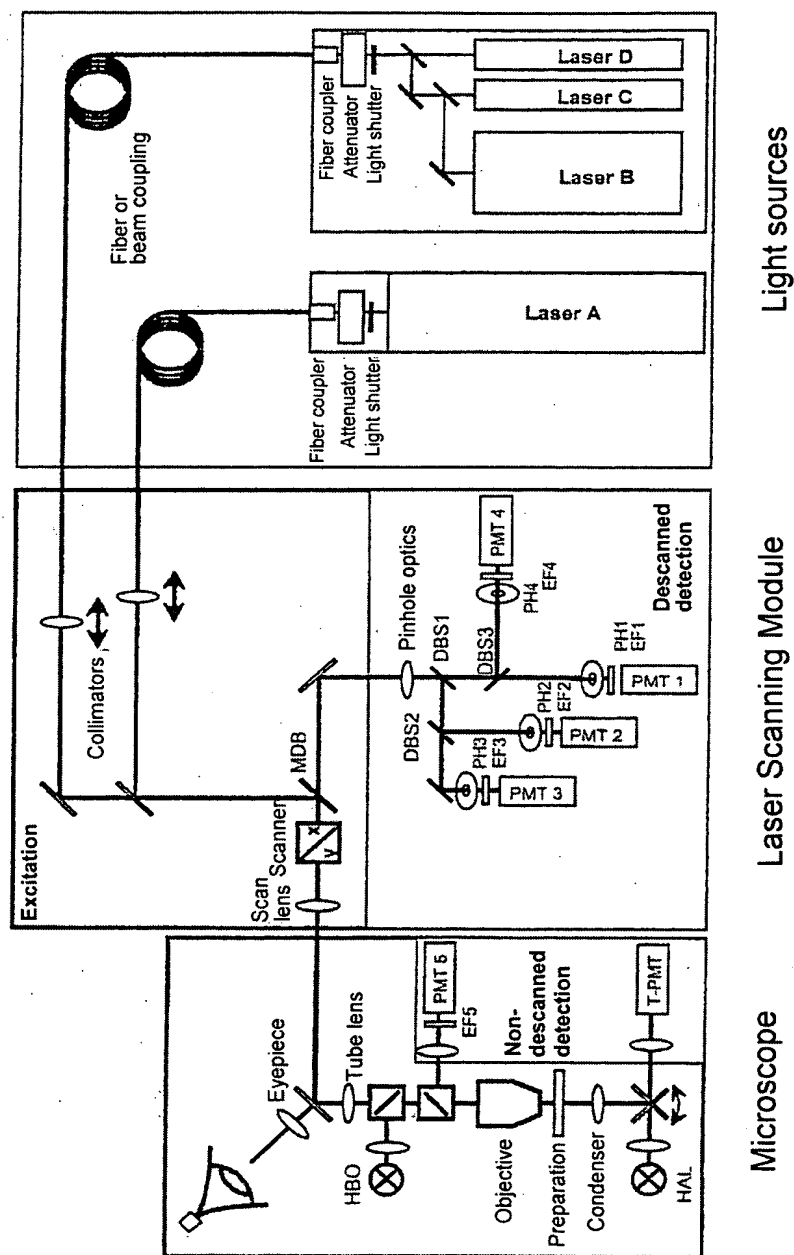 Fiber or
beam coupling
Fiber coupler
Attenuator
Light shutter
Laser D
Laser C
Laser B
Fiber coupler
Attenuator
Light shutter
Laser A
Light sources
Excitation
Collimators
MDB
Scanner
x
y
Scan
lens
Pinhole optics
DBS1
DBS2
DBS3
PMT 4
PH4
EF4
PH1
EF1
PMT 1
PH2
EF2
PMT 2
PH3
EF3
PMT 3
Descanned
detection
Laser Scanning Module
Eyepiece
Tube lens
HBO
PMT 5
EF5
Non-
descanned
detection
Objective
Preparation
Condenser
T-PMT
HAL
Microscope